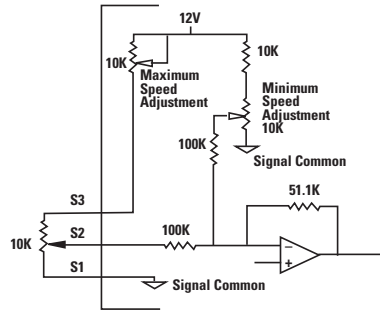 12V
10K
10K
Maximum
Speed
Adjustment
Minimum
Speed
Adjustment
10K
100K
Signal Common
S3
51.1K
S2
100K
10K
S1
Signal Common
−
+